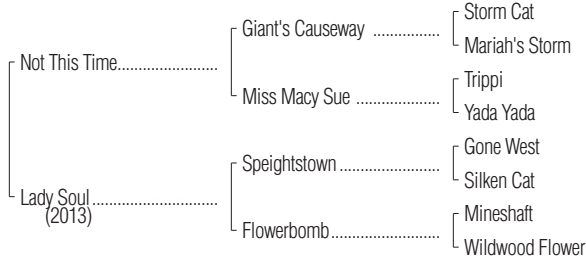 Storm Cat
Giant's Causeway ..................
Mariah's Storm
Not This Time...........................
Trippi
Miss Macy Sue ......................
Yada Yada
Gone West
Speightstown ..........................
Silken Cat
Lady Soul .................................
(2013)
Mineshaft
Flowerbomb............................
Wildwood Flower